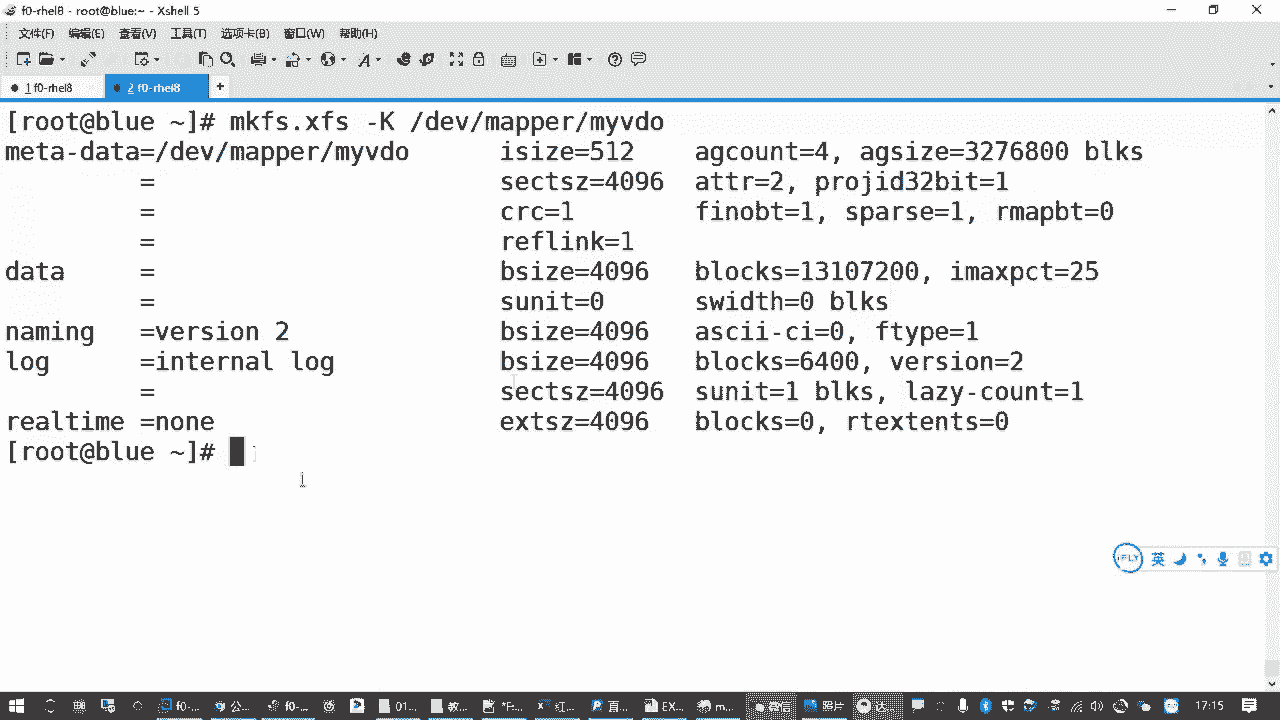 f0-rhel8 - root@blue:~ - Xshell 5
文件(F) 编辑(E) 查看(V) 工具(T) 选项卡(B) 窗口(W) 帮助(H)
1 f0-rhel8 2 f0-rhel8 +
[root@blue ~]# mkfs.xfs -K /dev/mapper/myvdo
meta-data=/dev/mapper/myvdo isize=512 agcount=4, agsize=3276800 blks
= sectsz=4096 attr=2, projid32bit=1
= crc=1 finobt=1, sparse=1, rmapbt=0
= reflink=1
data = bsize=4096 blocks=13107200, imaxpct=25
= sunit=0 swidth=0 blks
naming =version 2 bsize=4096 ascii-ci=0, ftype=1
log =internal log bsize=4096 blocks=6400, version=2
= sectsz=4096 sunit=1 blks, lazy-count=1
realtime =none extsz=4096 blocks=0, rtextents=0
[root@blue ~]#
iFLY 英
f0-... 公... f0-... 01... 教... 红... 百... EX... m... 微信 照片 达... 17:15